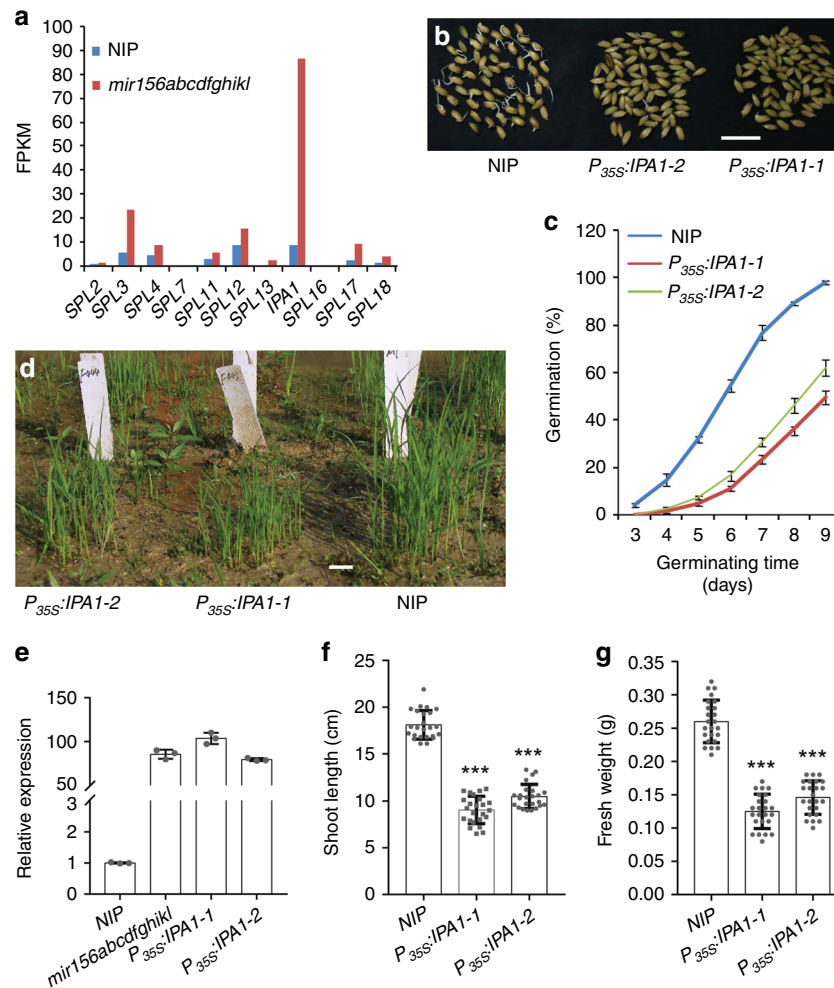 a
100
90
80
70
60
50
40
30
20
10
0
FPKM
NIP
mir156abcdfghikl
SPL2
SPL3
SPL4
SPL7
SPL11
SPL12
SPL13
IPA1
SPL16
SPL17
SPL18
b
NIP
P35S:IPA1-2
P35S:IPA1-1
c
120
100
80
60
40
20
0
Germination (%)
NIP
P35S:IPA1-1
P35S:IPA1-2
3 4 5 6 7 8 9
Germinating time
(days)
d
P35S:IPA1-2
P35S:IPA1-1
NIP
e
150
100
50
3
2
1
0
Relative expression
NIP
mir156abcdfghikl
P35S:IPA1-1
P35S:IPA1-2
f
25
20
15
10
5
0
Shoot length (cm)
***
***
NIP
P35S:IPA1-1
P35S:IPA1-2
g
0.35
0.30
0.25
0.20
0.15
0.10
0.05
0.00
Fresh weight (g)
***
***
NIP
P35S:IPA1-1
P35S:IPA1-2